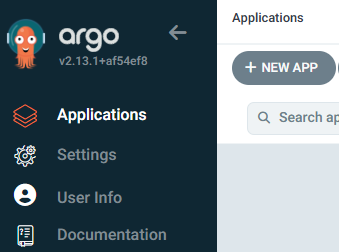 argo
v2.13.1+af54ef8
Applications
Settings
User Info
Documentation
Applications
+ NEW APP
Search ap